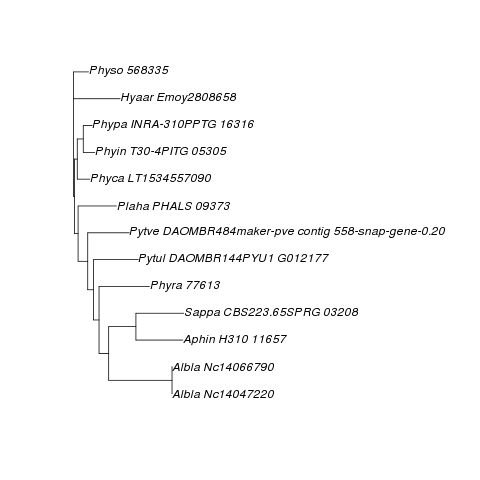 Physo 568335
Hyaar Emoy2808658
Phypa INRA-310PPTG 16316
Phyin T30-4PITG 05305
Phyca LT1534557090
Plaha PHALS 09373
Pytve DAOMBR484maker-pve contig 558-snap-gene-0.20
Pytul DAOMBR144PYU1 G012177
Phyra 77613
Sappa CBS223.65SPRG 03208
Aphin H310 11657
Albla Nc14066790
Albla Nc14047220